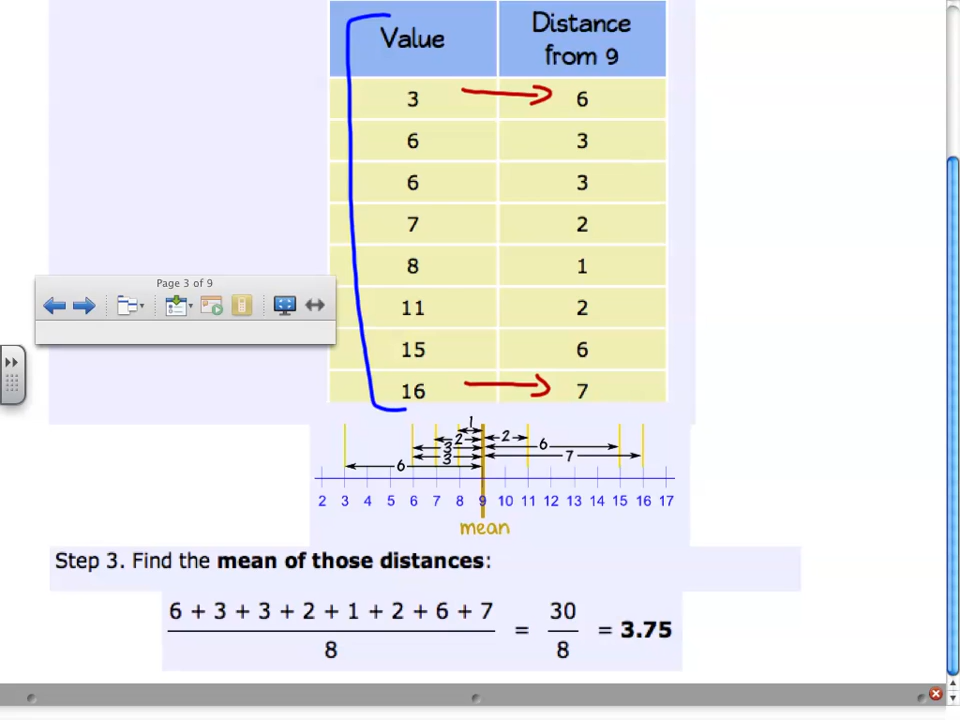 Value Distance from 9
3 6
6 3
6 3
7 2
8 1
11 2
15 6
16 7
Page 3 of 9
1
2 2
3 6
3 7
6
2 3 4 5 6 7 8 9 10 11 12 13 14 15 16 17
mean
Step 3. Find the mean of those distances:
6 + 3 + 3 + 2 + 1 + 2 + 6 + 7 / 8 = 30 / 8 = 3.75